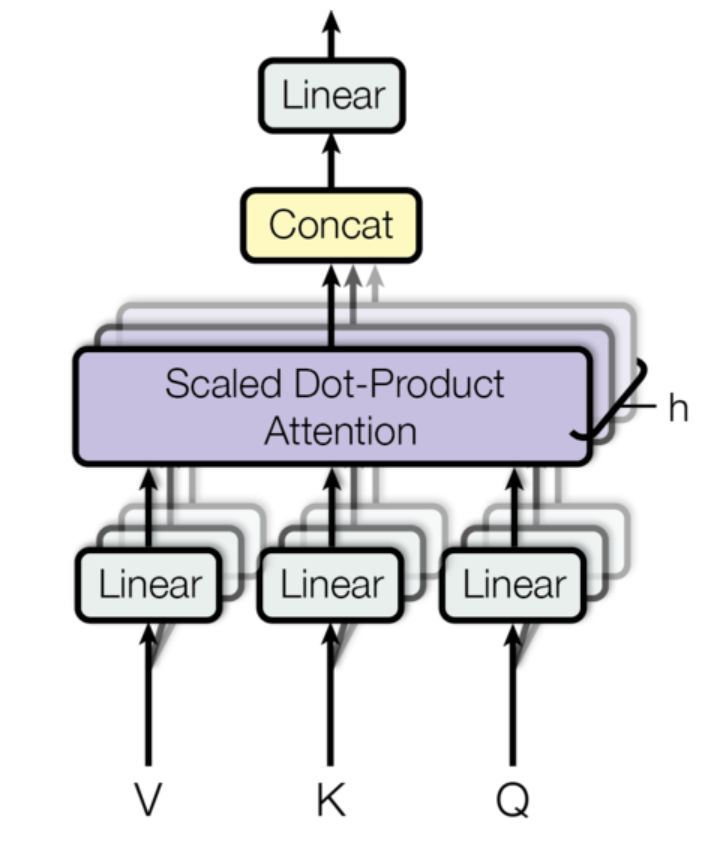 Linear
Concat
Scaled Dot-Product
Attention
h
Linear Linear Linear
V K Q